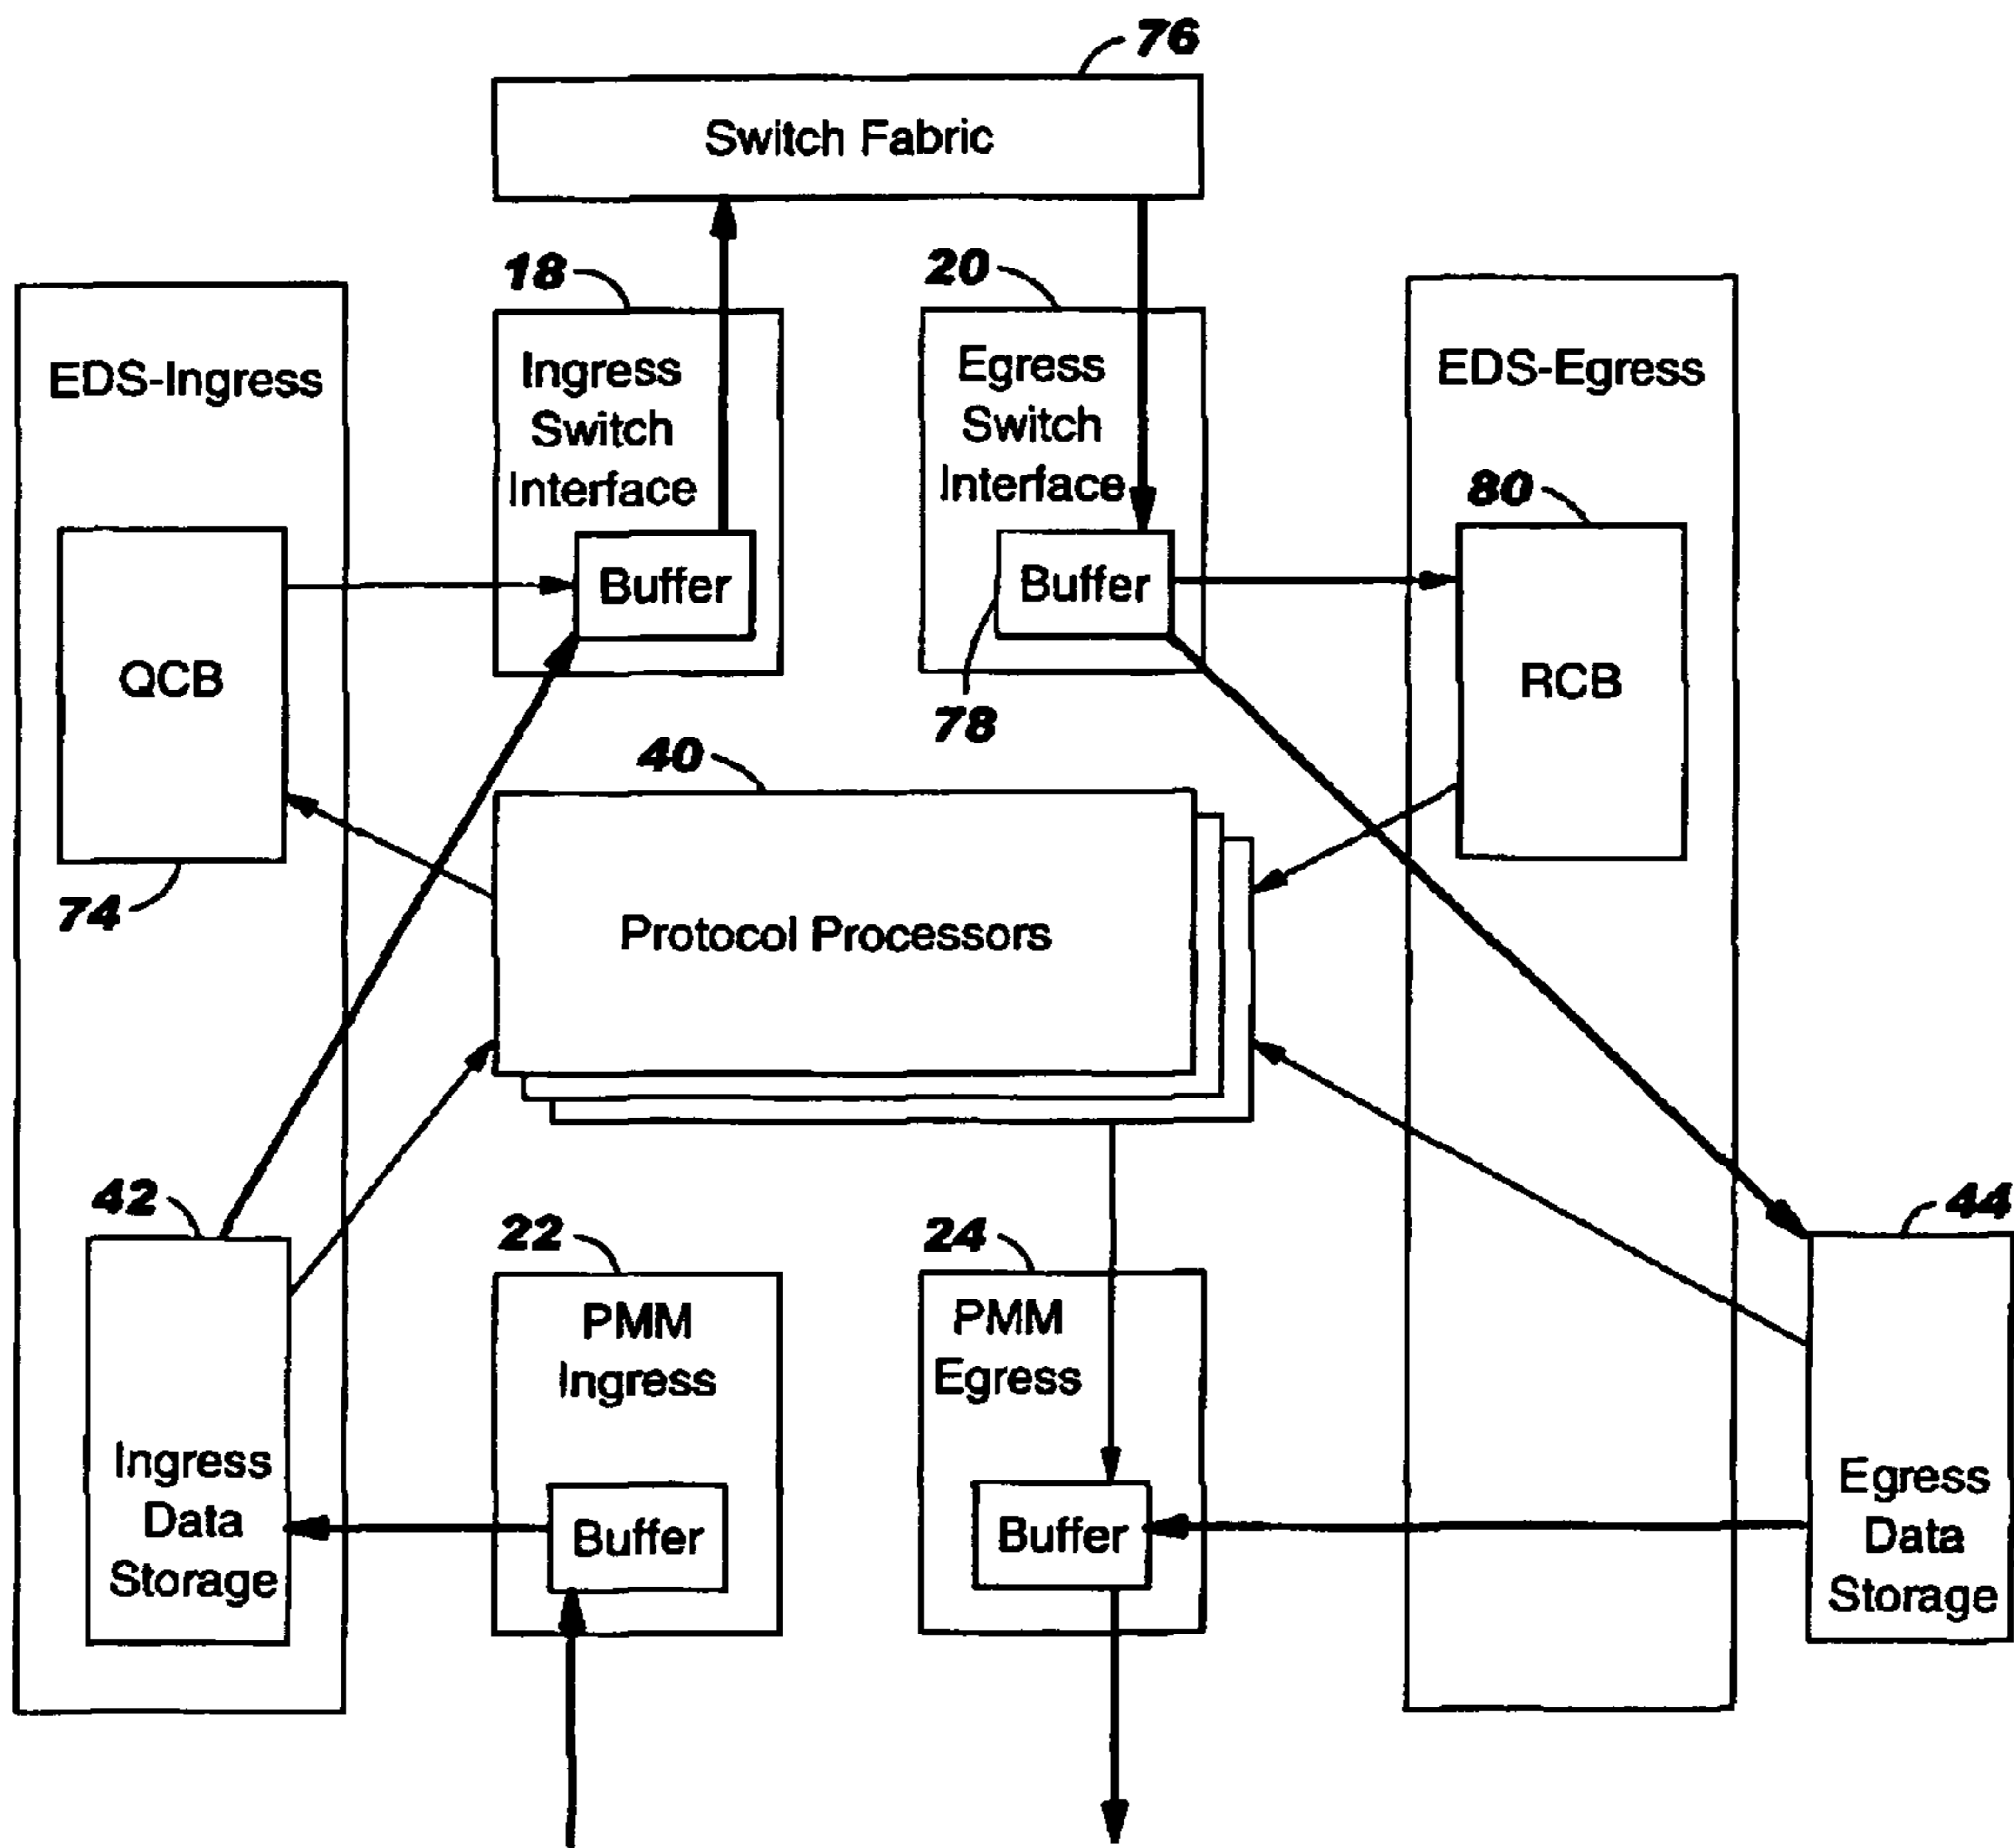 76
Switch Fabric
18
20
EDS-Ingress
Ingress
Switch
Interface
Buffer
Egress
Switch
Interface
Buffer
EDS-Egress
80
QCB
RCB
78
40
74
Protocol Processors
42
22
24
44
PMM
Ingress
PMM
Egress
Ingress
Data
Storage
Buffer
Buffer
Egress
Data
Storage